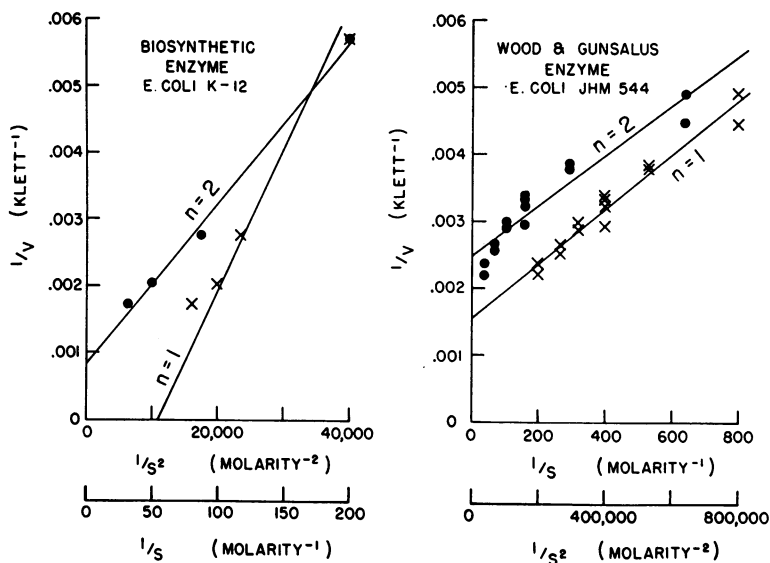 BIOSYNTHETIC
ENZYME
E. COLI K-12
.006
.005
.004
.003
.002
.001
0
1/V (KLETT⁻¹)
n=2
n=1
0 20,000 40,000
1/S² (MOLARITY⁻²)
0 50 100 150 200
1/S (MOLARITY⁻¹)
WOOD & GUNSALUS
ENZYME
E. COLI JHM 544
.006
.005
.004
.003
.002
.001
0
1/V (KLETT⁻¹)
n=2
n=1
0 200 400 600 800
1/S (MOLARITY⁻¹)
0 400,000 800,000
1/S² (MOLARITY⁻²)